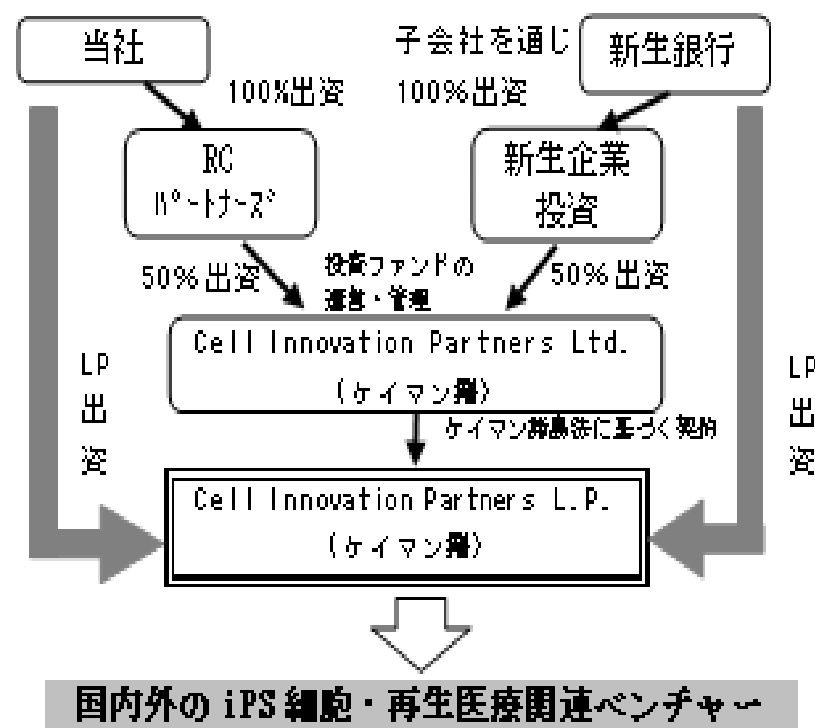 当社
子会社を通じ
新生銀行
100%出資
100%出資
RC
パートナーズ
新生企業
投資
50%出資
投資ファンドの
運営・管理
50%出資
Cell Innovation Partners Ltd.
(ケイマン籍)
LP
出
資
LP
出
資
ケイマン諸島法に基づく契約
Cell Innovation Partners L.P.
(ケイマン籍)
国内外の iPS 細胞・再生医療関連ベンチャー